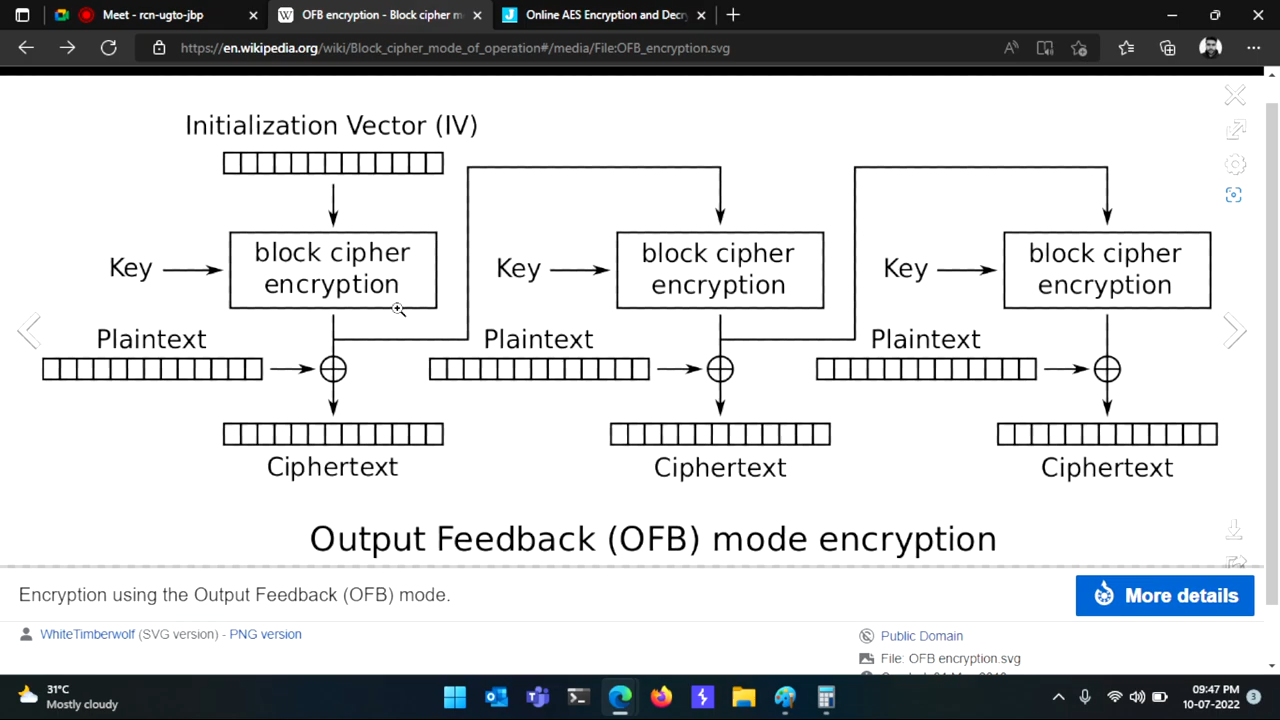 Meet - rcn-ugto-jbp
OFB encryption - Block cipher m
Online AES Encryption and Decry
https://en.wikipedia.org/wiki/Block_cipher_mode_of_operation#/media/File:OFB_encryption.svg
Initialization Vector (IV)
Key
block cipher
encryption
Key
block cipher
encryption
Key
block cipher
encryption
Plaintext
Plaintext
Plaintext
Ciphertext
Ciphertext
Ciphertext
Output Feedback (OFB) mode encryption
Encryption using the Output Feedback (OFB) mode.
More details
WhiteTimberwolf (SVG version) - PNG version
Public Domain
File: OFB encryption.svg
31°C
Mostly cloudy
09:47 PM
10-07-2022
3